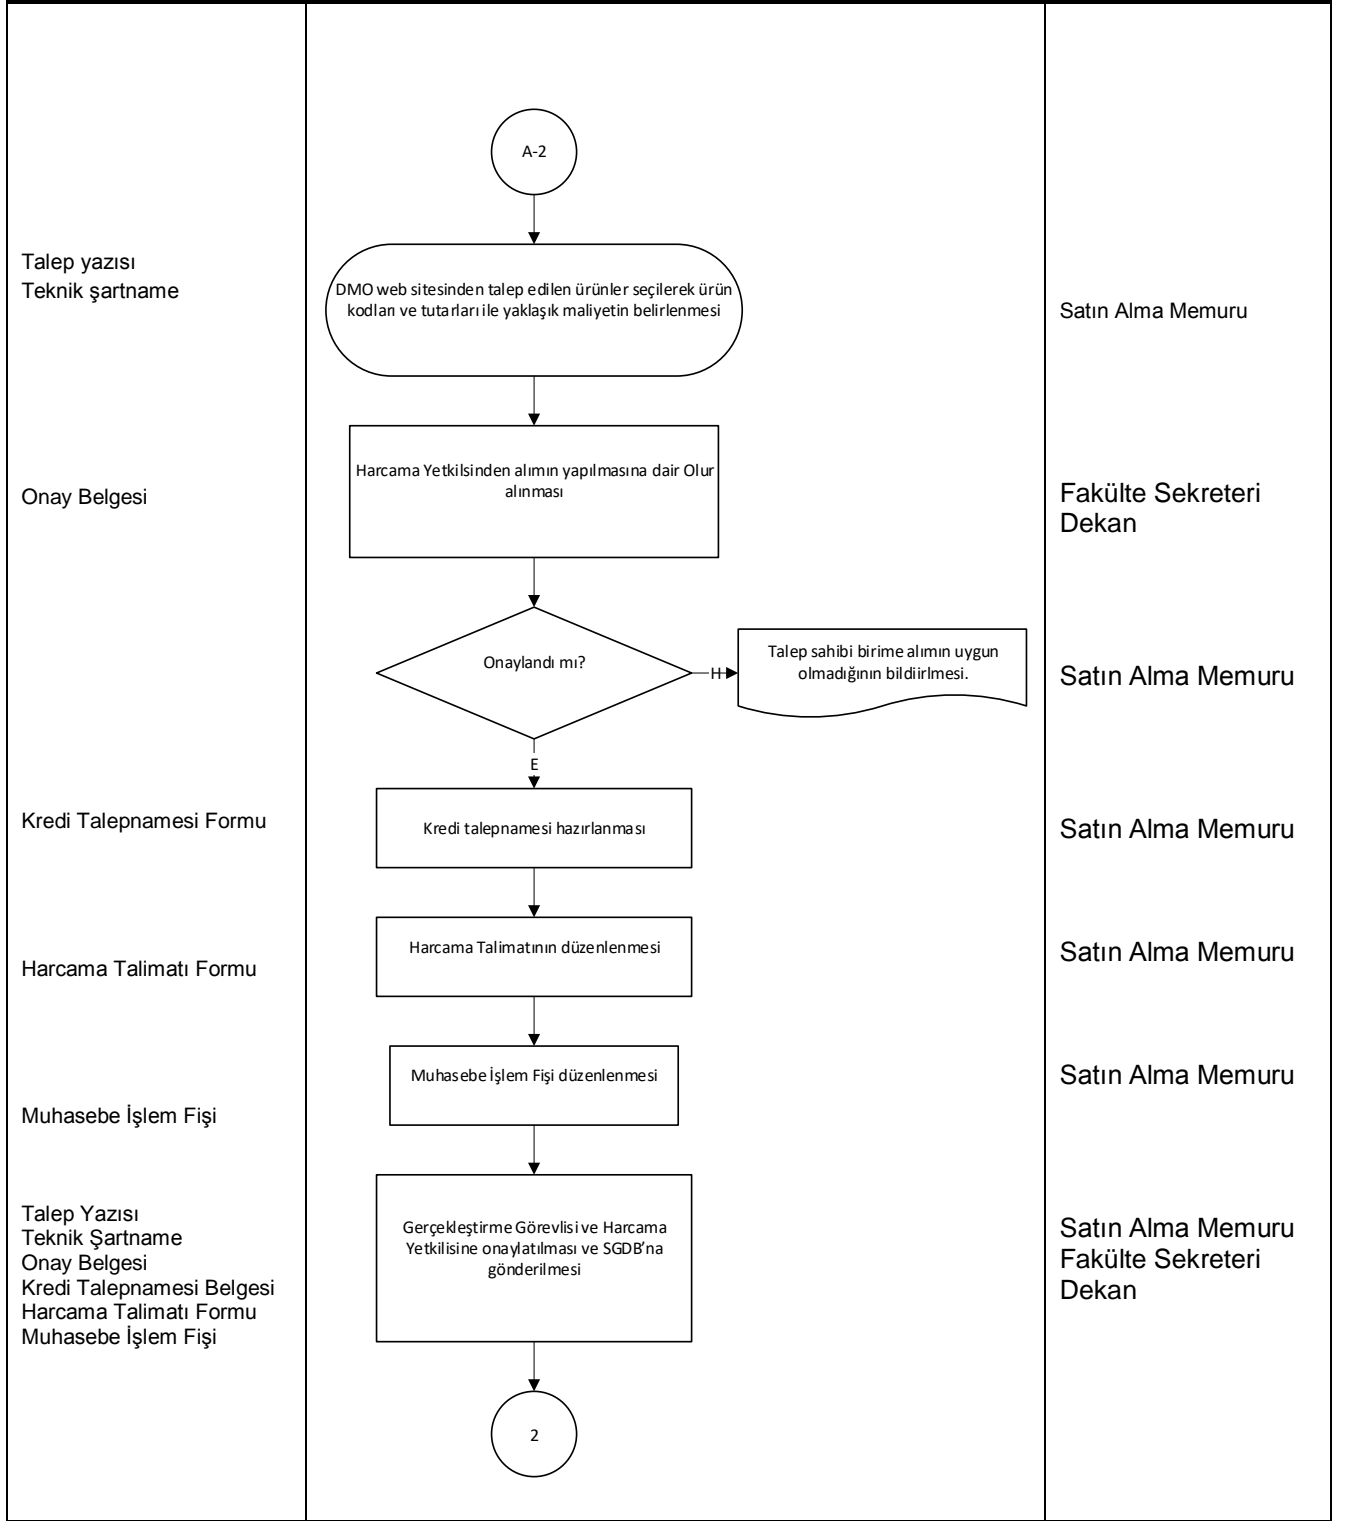 A-2
Talep yazısı
Teknik şartname
DMO web sitesinden talep edilen ürünler seçilerek ürün
kodları ve tutarları ile yaklaşık maliyetin belirlenmesi
Satın Alma Memuru
Onay Belgesi
Harcama Yetkilsinden alımın yapılmasına dair Olur
alınması
Fakülte Sekreteri
Dekan
Onaylandı mı?
H
Talep sahibi birime alımın uygun
olmadığının bildiirlmesi.
Satın Alma Memuru
E
Kredi Talepnamesi Formu
Kredi talepnamesi hazırlanması
Satın Alma Memuru
Harcama Talimatı Formu
Harcama Talimatının düzenlenmesi
Satın Alma Memuru
Muhasebe İşlem Fişi
Muhasebe İşlem Fişi düzenlenmesi
Satın Alma Memuru
Talep Yazısı
Teknik Şartname
Onay Belgesi
Kredi Talepnamesi Belgesi
Harcama Talimatı Formu
Muhasebe İşlem Fişi
Gerçekleştirme Görevlisi ve Harcama
Yetkilisine onaylatılması ve SGDB’na
gönderilmesi
Satın Alma Memuru
Fakülte Sekreteri
Dekan
2